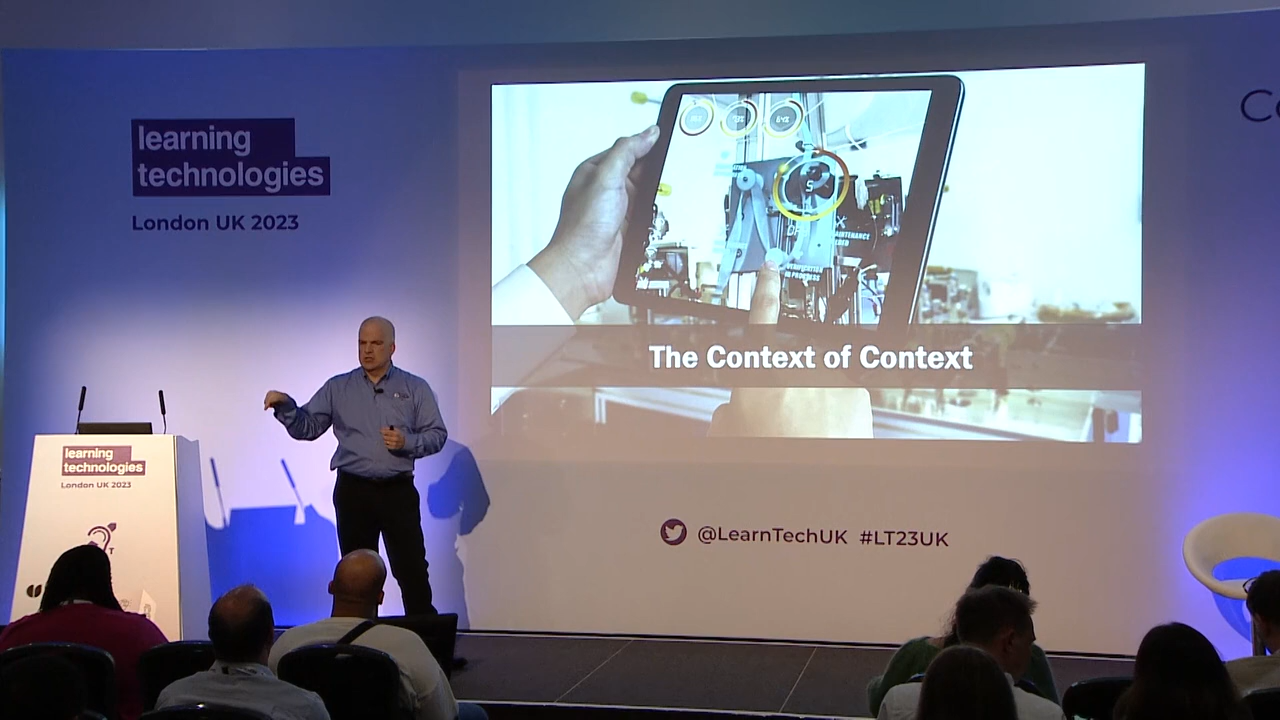 learning
technologies
London UK 2023
The Context of Context
@LearnTechUK #LT23UK
learning
technologies
London UK 2023
T